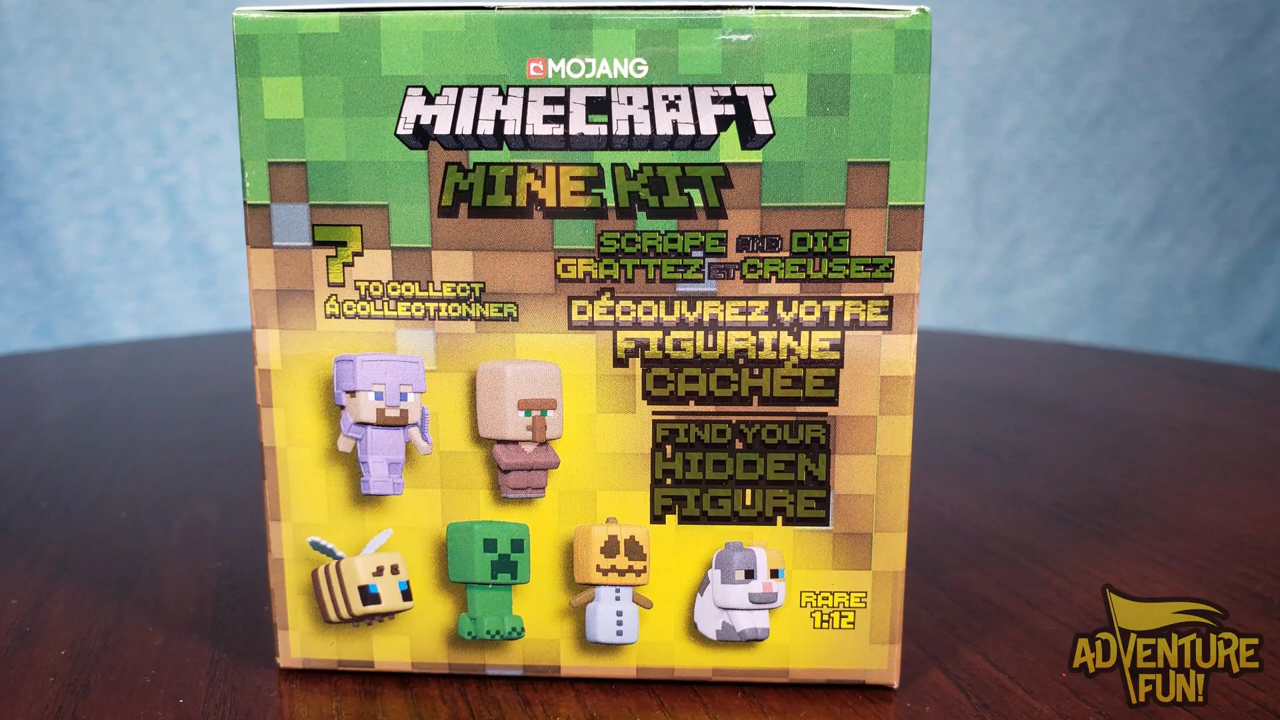 MOJANG
MINECRAFT
MINE KIT
7
TO COLLECT
À COLLECTIONNER
SCRAPE AND DIG
GRATTEZ ET CREUSEZ
DÉCOUVREZ VOTRE
FIGURINE
CACHÉE
FIND YOUR
HIDDEN
FIGURE
RARE
1:12
ADVENTURE
FUN!